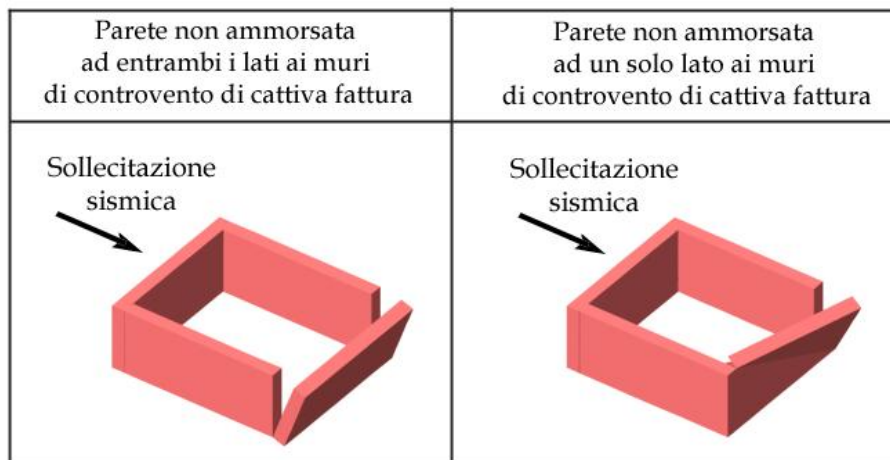 Parete non ammorsata
ad entrambi i lati ai muri
di controvento di cattiva fattura
Parete non ammorsata
ad un solo lato ai muri
di controvento di cattiva fattura
Sollecitazione
sismica
Sollecitazione
sismica